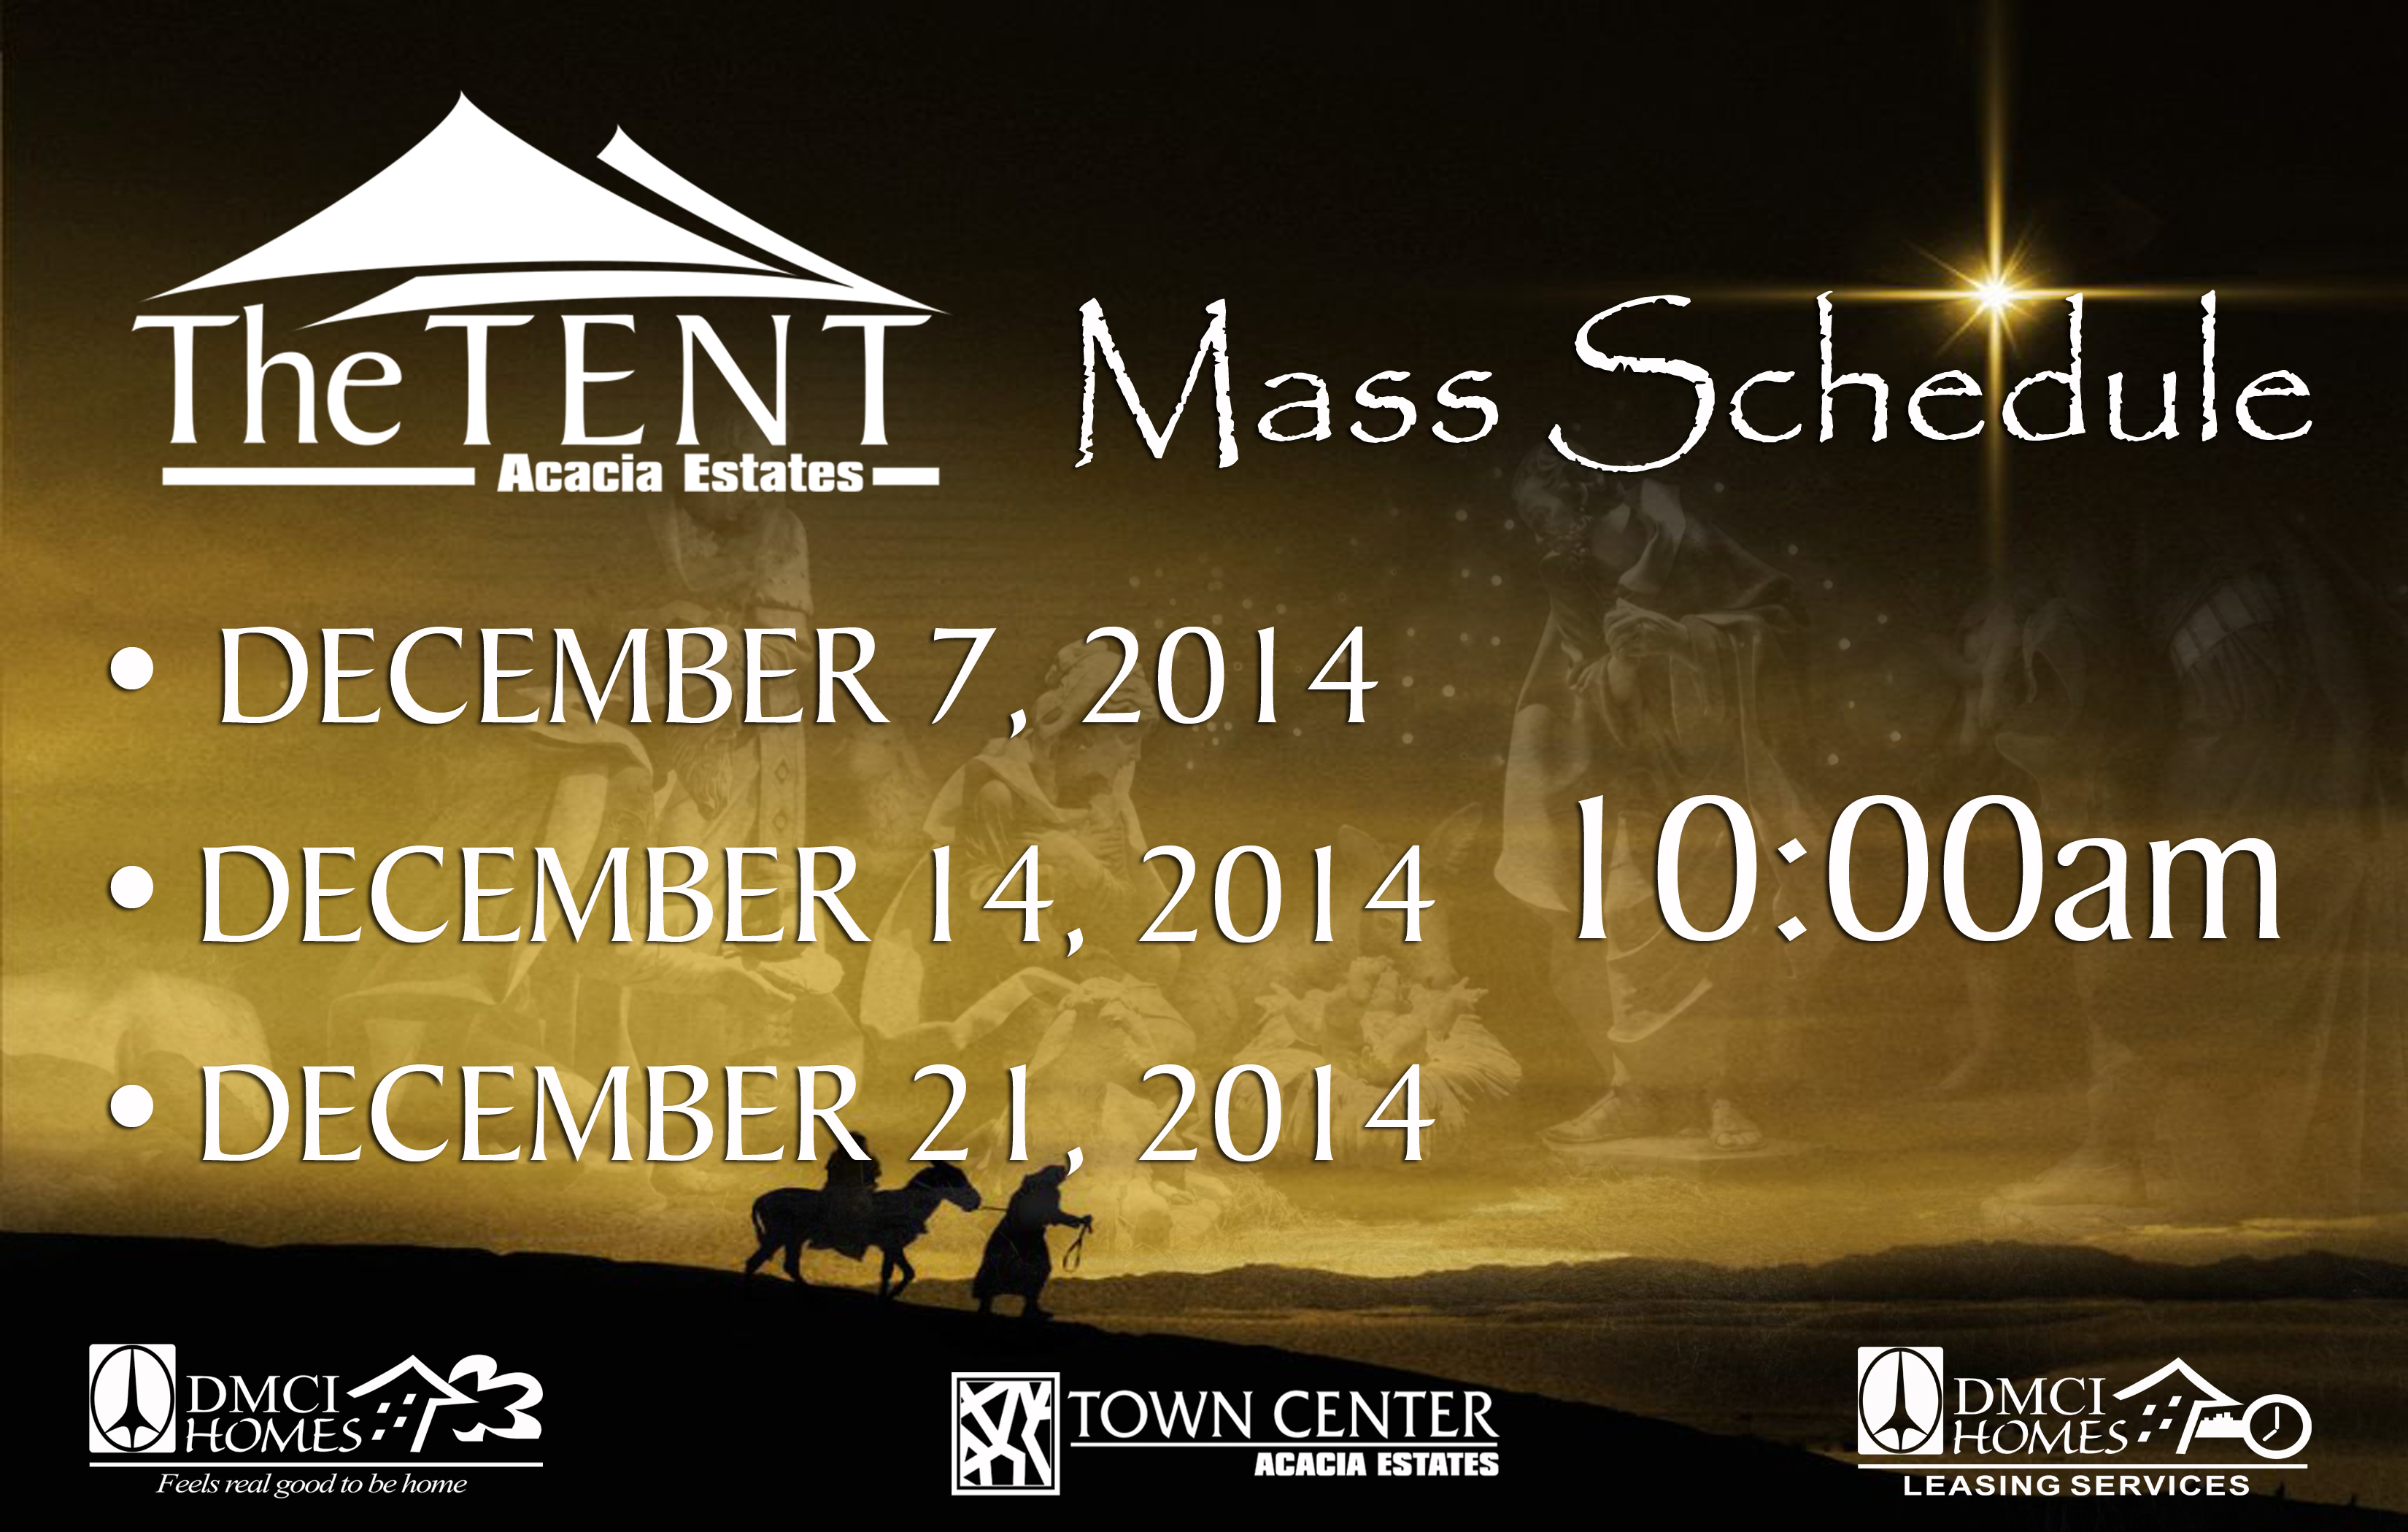 The TENT
Acacia Estates
Mass Schedule
• DECEMBER 7, 2014
• DECEMBER 14, 2014
• DECEMBER 21, 2014
10:00am
DMCI
HOMES
Feels real good to be home
TOWN CENTER
ACACIA ESTATES
DMCI
HOMES
LEASING SERVICES